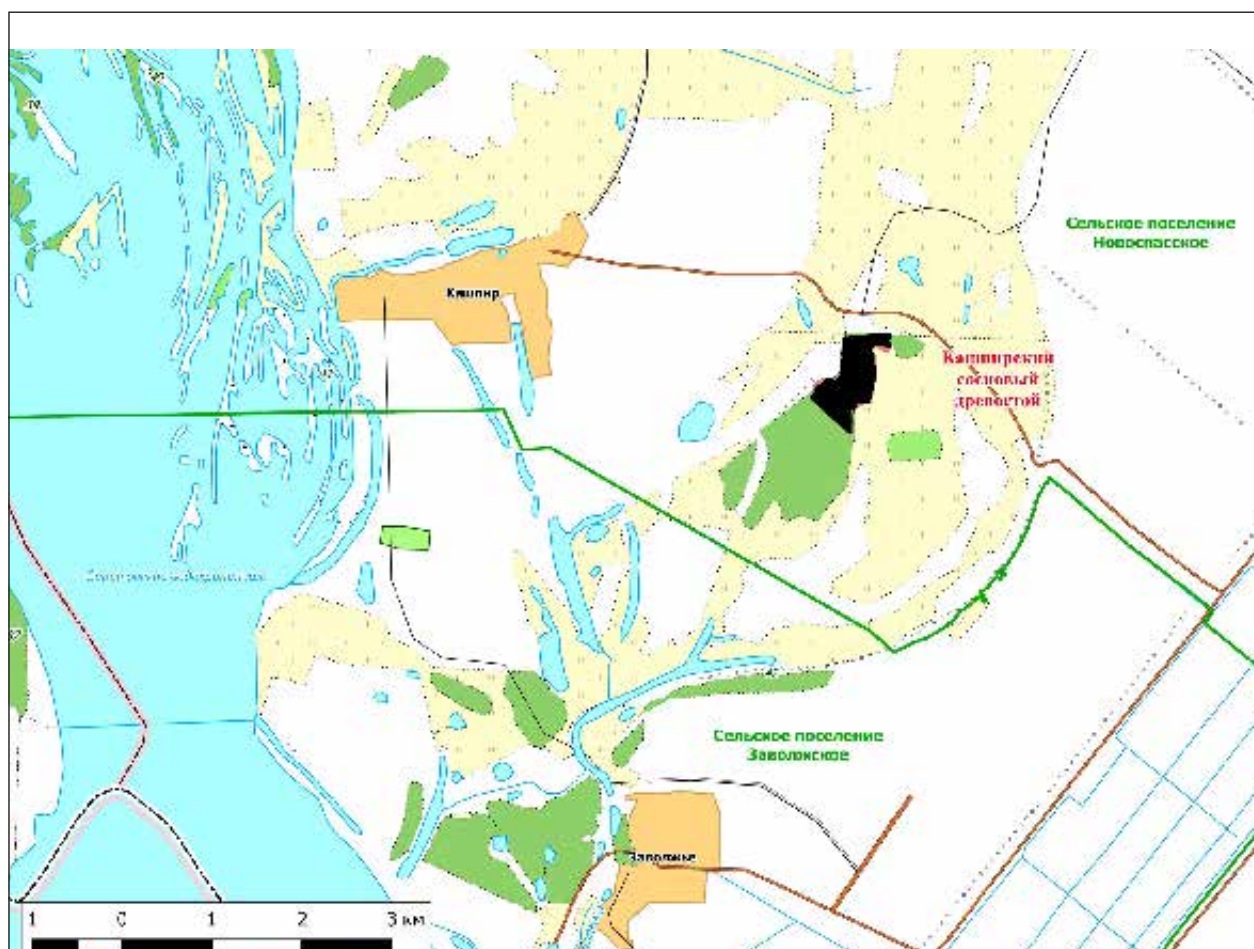 Сельское поселение
Новоспасское
Кашпир
Кашпирский
сосновый
древостой
Сельское поселение
Заволжское
Заволжье
1 0 1 2 3 км